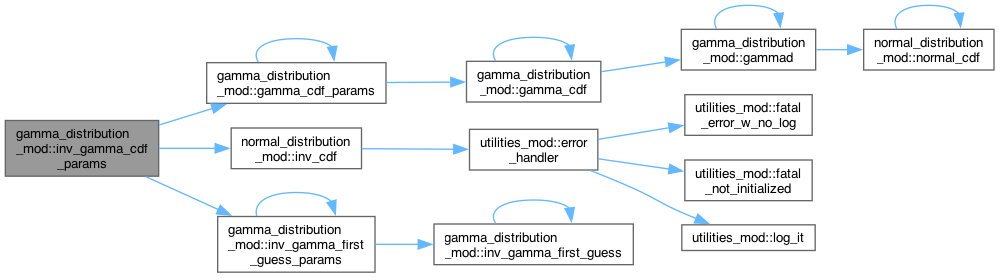 gamma_distribution
_mod::inv_gamma_cdf
_params
gamma_distribution
_mod::gamma_cdf_params
gamma_distribution
_mod::gamma_cdf
gamma_distribution
_mod::gammad
normal_distribution
_mod::normal_cdf
normal_distribution
_mod::inv_cdf
utilities_mod::error
_handler
utilities_mod::fatal
_error_w_no_log
utilities_mod::fatal
_not_initialized
utilities_mod::log_it
gamma_distribution
_mod::inv_gamma_first
_guess_params
gamma_distribution
_mod::inv_gamma_first_guess